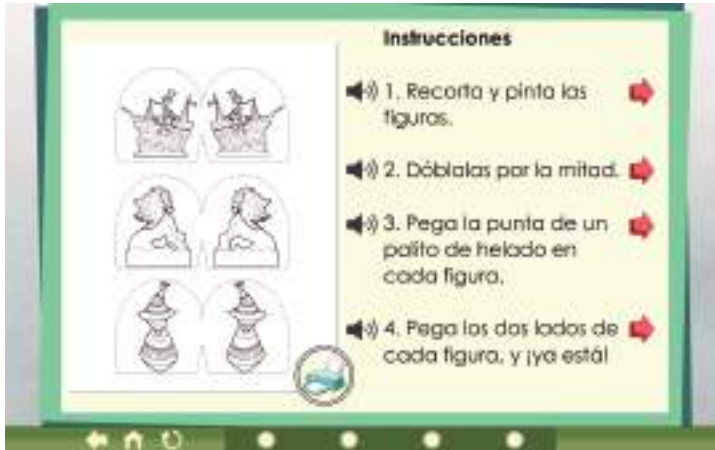 Instrucciones
1. Recorta y pinta las
figuras.
2. Dóblalas por la mitad.
3. Pega la punta de un
palito de helado en
cada figura.
4. Pega los dos lados de
cada figura, y ¡ya está!